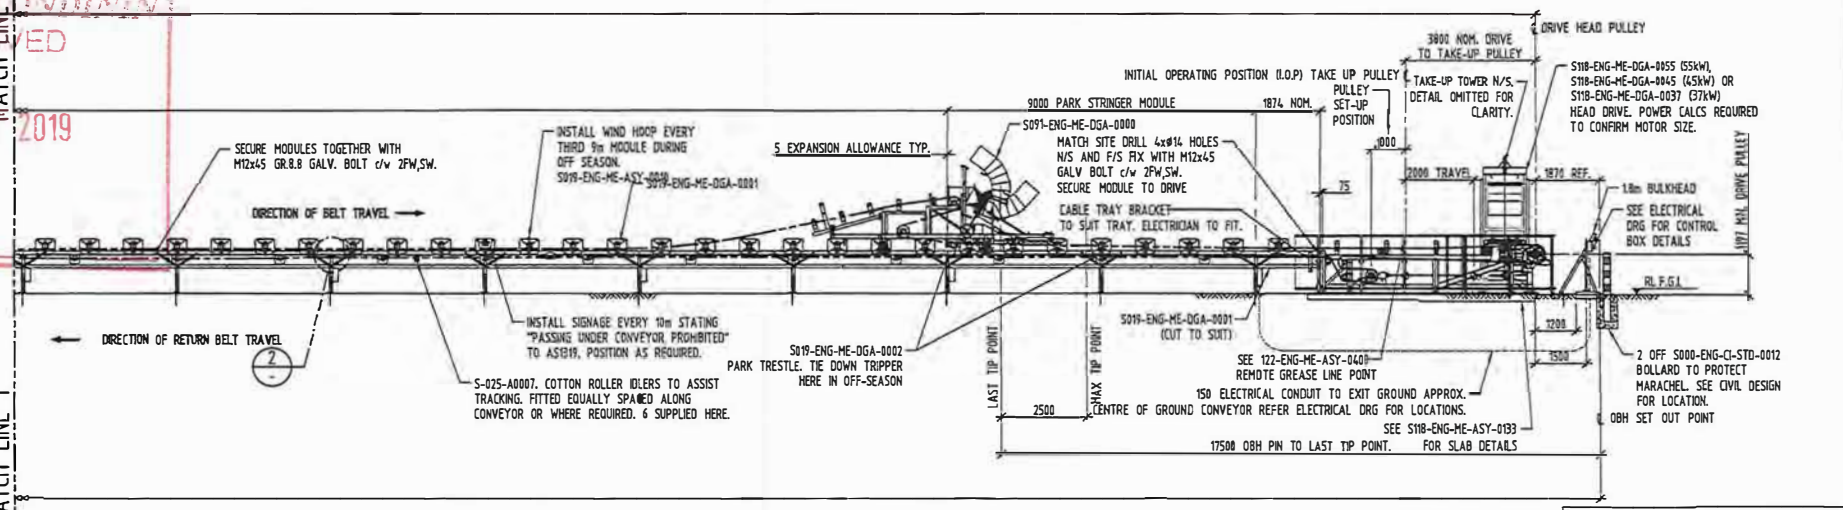 MATCH LINE
VED
2019
SECURE MODULES TOGETHER WITH
M12x45 GR.8.8 GALV. BOLT c/w 2FW,SW.
DIRECTION OF BELT TRAVEL
INSTALL WIND HOOP EVERY
THIRD 9m MODULE DURING
OFF SEASON.
S019-ENG-ME-DGA-0001
5 EXPANSION ALLOWANCE TYP.
9000 PARK STRINGER MODULE
1874 NOM.
S091-ENG-ME-DGA-0000
MATCH SITE DRILL 4xø14 HOLES
N/S AND F/S FIX WITH M12x45
GALV BOLT c/w 2FW,SW.
SECURE MODULE TO DRIVE
CABLE TRAY BRACKET
TO SUIT TRAY. ELECTRICIAN TO FIT.
INITIAL OPERATING POSITION (I.O.P) TAKE UP PULLEY
PULLEY
SET-UP
POSITION
1000
75
3800 NOM. DRIVE
TO TAKE-UP PULLEY
TAKE-UP TOWER N/S.
DETAIL OMITTED FOR
CLARITY.
2000 TRAVEL
1870 REF.
DRIVE HEAD PULLEY
S118-ENG-ME-DGA-0055 (55kW),
S118-ENG-ME-DGA-0045 (45kW) OR
S118-ENG-ME-DGA-0037 (37kW)
HEAD DRIVE. POWER CALCS REQUIRED
TO CONFIRM MOTOR SIZE.
1197 MIN. DRIVE PULLEY
1.8m BULKHEAD
SEE ELECTRICAL
DRG FOR CONTROL
BOX DETAILS
RL F.G.L
DIRECTION OF RETURN BELT TRAVEL
2
-
INSTALL SIGNAGE EVERY 10m STATING
"PASSING UNDER CONVEYOR PROHIBITED"
TO AS1319, POSITION AS REQUIRED.
S-025-A0007. COTTON ROLLER IDLERS TO ASSIST
TRACKING. FITTED EQUALLY SPACED ALONG
CONVEYOR OR WHERE REQUIRED. 6 SUPPLIED HERE.
S019-ENG-ME-DGA-0002
PARK TRESTLE. TIE DOWN TRIPPER
HERE IN OFF-SEASON
LAST TIP POINT
MAX TIP POINT
2500
S019-ENG-ME-DGA-0001
(CUT TO SUIT)
SEE 122-ENG-ME-ASY-0401
REMOTE GREASE LINE POINT
150 ELECTRICAL CONDUIT TO EXIT GROUND APPROX.
CENTRE OF GROUND CONVEYOR REFER ELECTRICAL DRG FOR LOCATIONS.
SEE S118-ENG-ME-ASY-0133
FOR SLAB DETAILS
17500 OBH PIN TO LAST TIP POINT.
1200
1500
2 OFF S000-ENG-CI-STD-0012
BOLLARD TO PROTECT
MARACHEL. SEE CIVIL DESIGN
FOR LOCATION.
OBH SET OUT POINT
MATCH LINE